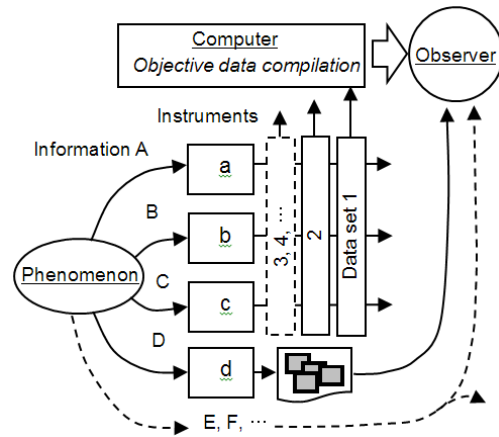 Computer
Objective data compilation
Observer
Instruments
Information A
a
B
b
Phenomenon
C
c
D
d
3, 4, ...
2
Data set 1
E, F, ...